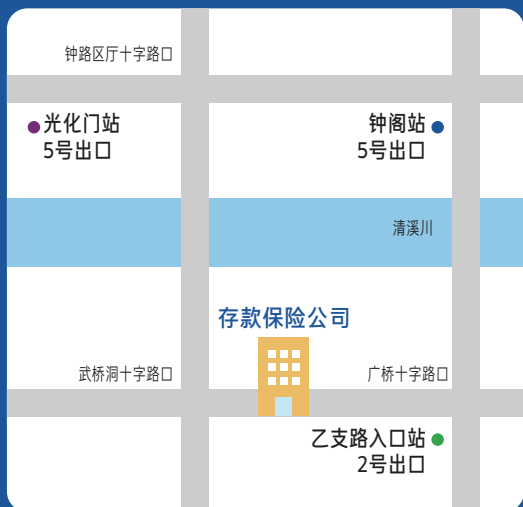 钟路区厅十字路口
光化门站
5号出口
钟阁站
5号出口
清溪川
存款保险公司
武桥洞十字路口
广桥十字路口
乙支路入口站
2号出口